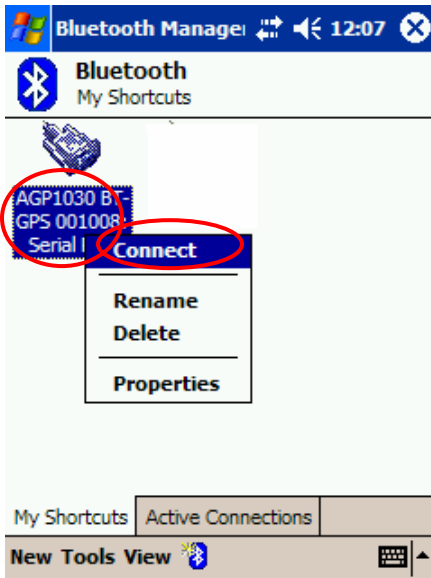 Bluetooth Manager 12:07
Bluetooth
My Shortcuts
AGP1030 BT-
GPS 001008:
Serial
Connect
Rename
Delete
Properties
My Shortcuts Active Connections
New Tools View